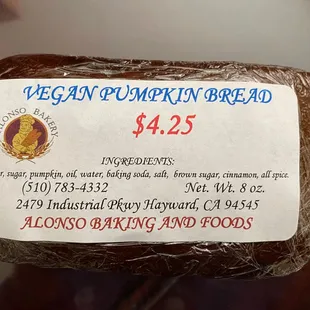 VEGAN PUMPKIN BREAD
ALONSO BAKERY
$4.25
INGREDIENTS:
sugar, pumpkin, oil, water, baking soda, salt, brown sugar, cinnamon, all spice.
(510) 783-4332 Net. Wt. 8 oz.
2479 Industrial Pkwy Hayward, CA 94545
ALONSO BAKING AND FOODS